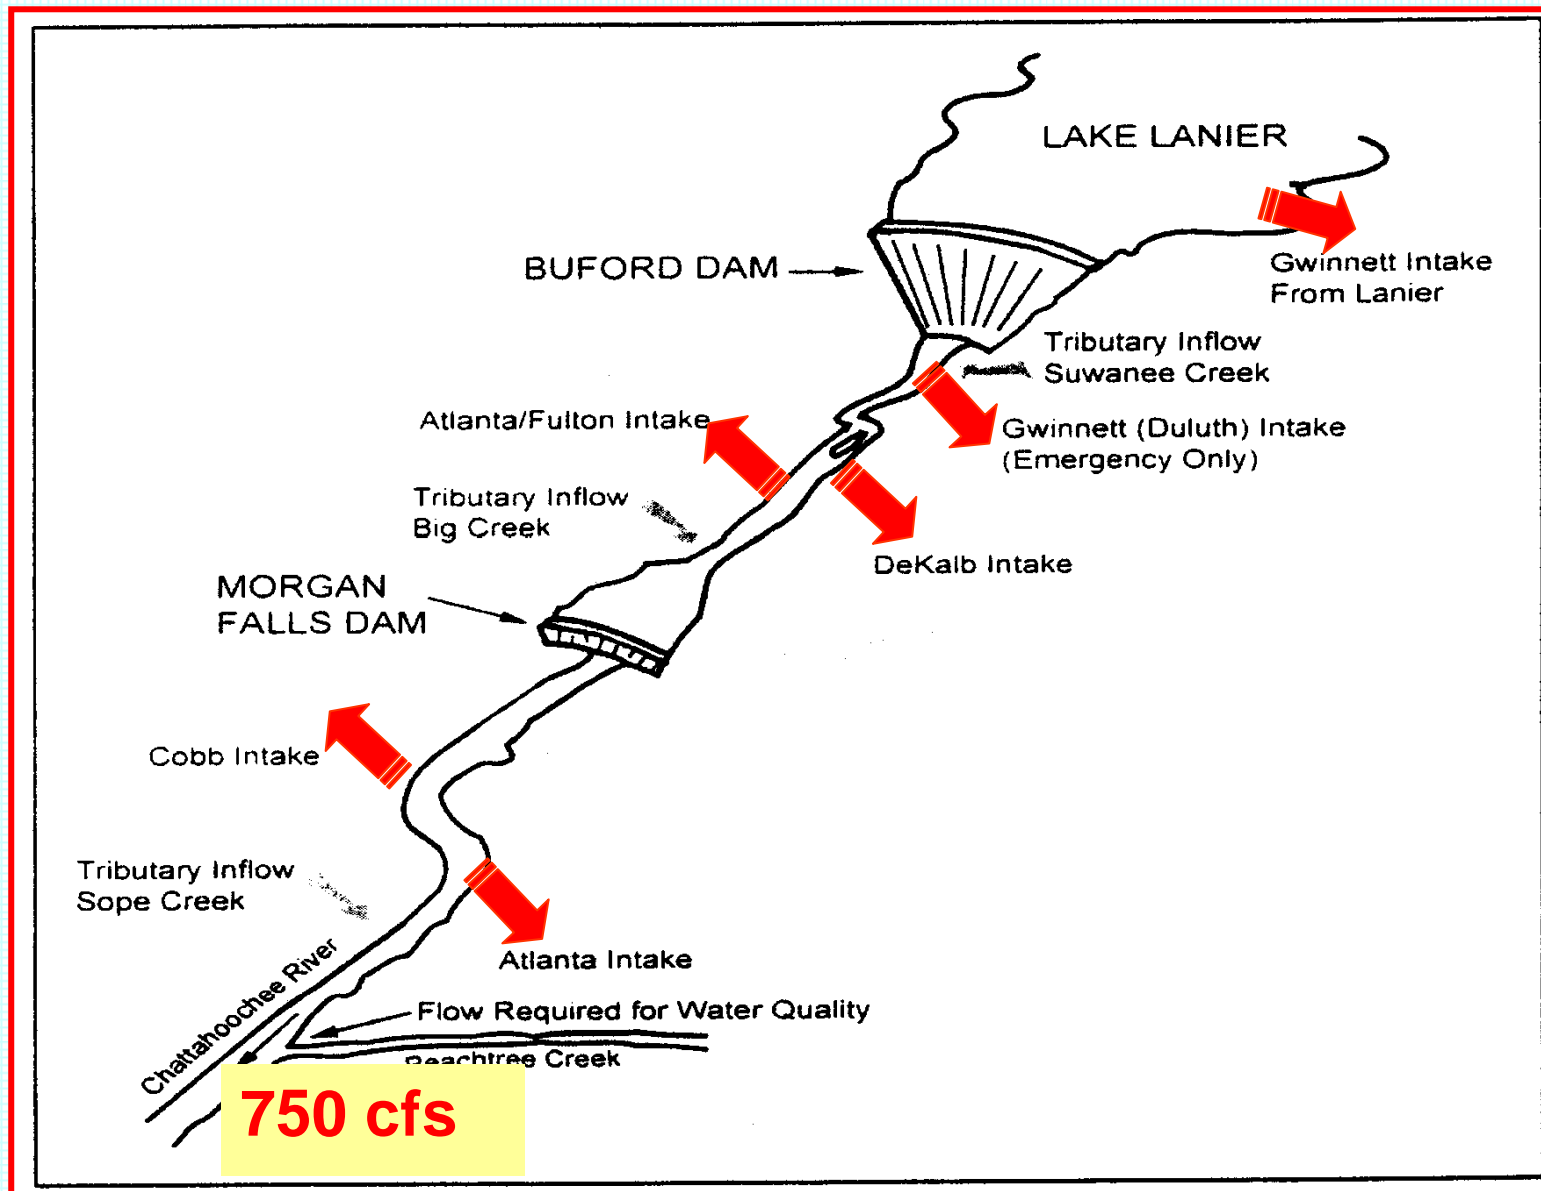 LAKE LANIER
BUFORD DAM
Gwinnett Intake
From Lanier
Tributary Inflow
Suwanee Creek
Atlanta/Fulton Intake
Gwinnett (Duluth) Intake
(Emergency Only)
Tributary Inflow
Big Creek
DeKalb Intake
MORGAN
FALLS DAM
Cobb Intake
Tributary Inflow
Sope Creek
Atlanta Intake
Chattahoochee River
Flow Required for Water Quality
Peachtree Creek
750 cfs